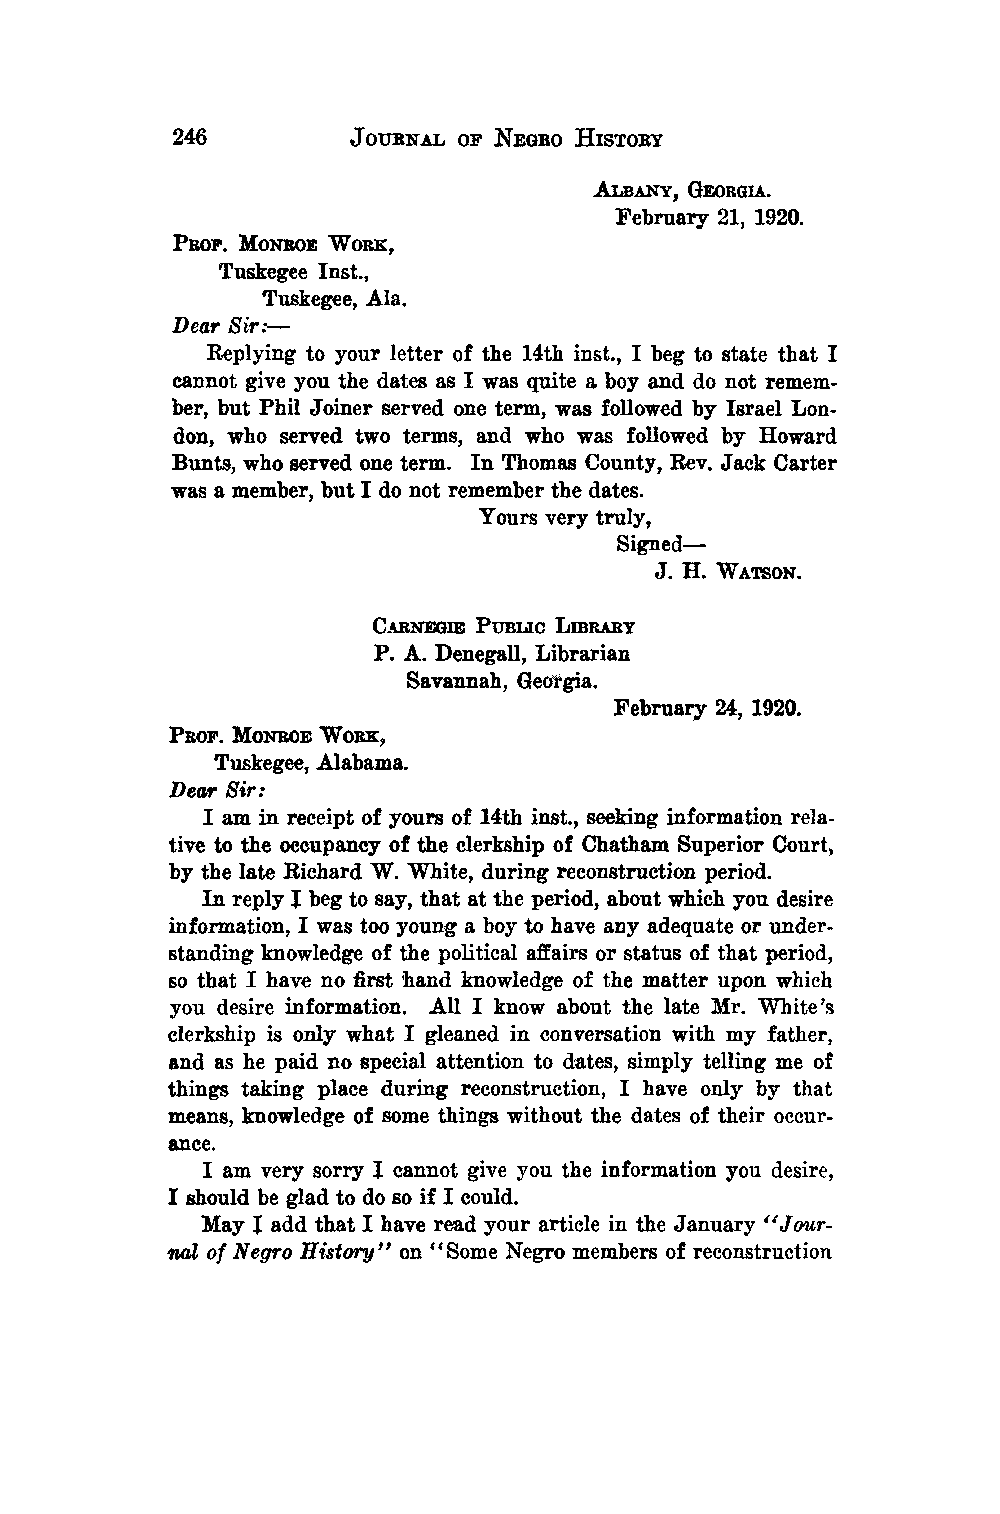 246 JOURNAL OF NEGRO HISTORY
ALBANY, GEORGIA.
February 21, 1920.
PROF. MONROE WORK,
Tuskegee Inst.,
Tuskegee, Ala.
Dear Sir:—
Replying to your letter of the 14th inst., I beg to state that I
cannot give you the dates as I was quite a boy and do not remem-
ber, but Phil Joiner served one term, was followed by Israel Lon-
don, who served two terms, and who was followed by Howard
Bunts, who served one term. In Thomas County, Rev. Jack Carter
was a member, but I do not remember the dates.
Yours very truly,
Signed—
J. H. WATSON.
CARNEGIE PUBLIC LIBRARY
P. A. Denegall, Librarian
Savannah, Georgia.
February 24, 1920.
PROF. MONROE WORK,
Tuskegee, Alabama.
Dear Sir:
I am in receipt of yours of 14th inst., seeking information rela-
tive to the occupancy of the clerkship of Chatham Superior Court,
by the late Richard W. White, during reconstruction period.
In reply I beg to say, that at the period, about which you desire
information, I was too young a boy to have any adequate or under-
standing knowledge of the political affairs or status of that period,
so that I have no first hand knowledge of the matter upon which
you desire information. All I know about the late Mr. White's
clerkship is only what I gleaned in conversation with my father,
and as he paid no special attention to dates, simply telling me of
things taking place during reconstruction, I have only by that
means, knowledge of some things without the dates of their occur-
ance.
I am very sorry I cannot give you the information you desire,
I should be glad to do so if I could.
May I add that I have read your article in the January "Jour-
nal of Negro History" on "Some Negro members of reconstruction